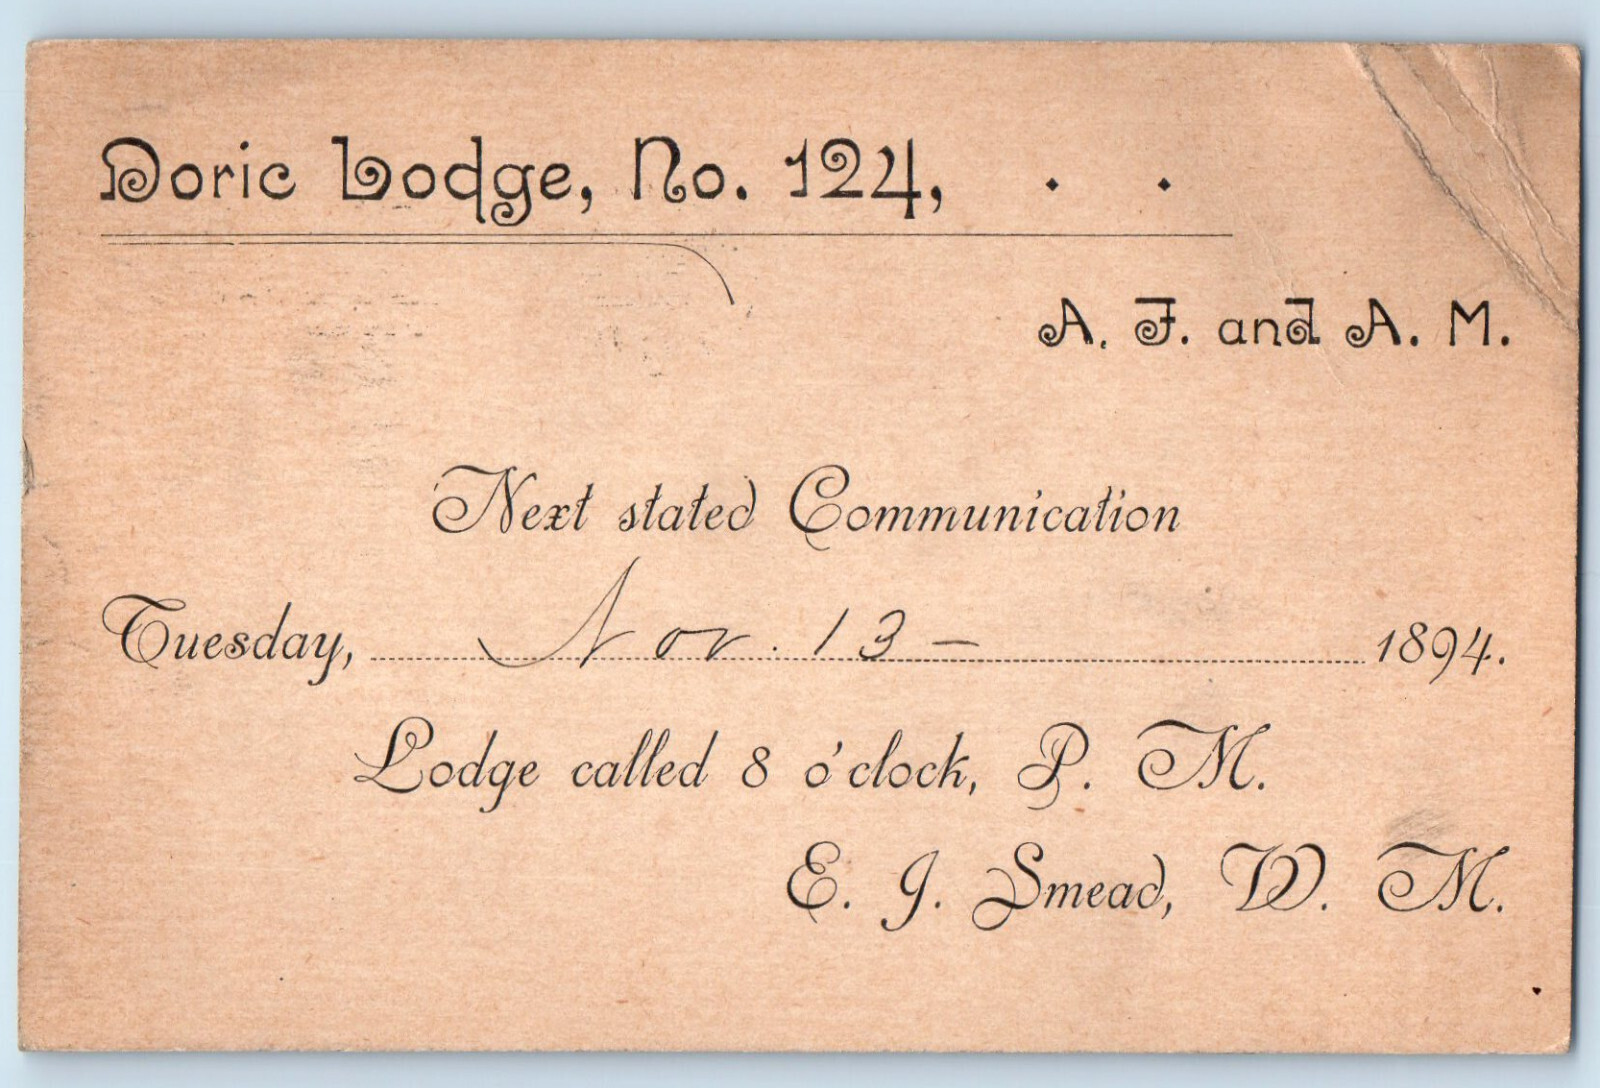 Doric Lodge, No. 124, . .
A. F. and A. M.
Next stated Communication
Tuesday, Nov. 13 – 1894.
Lodge called 8 o'clock, P. M.
E. J. Smead, W. M.